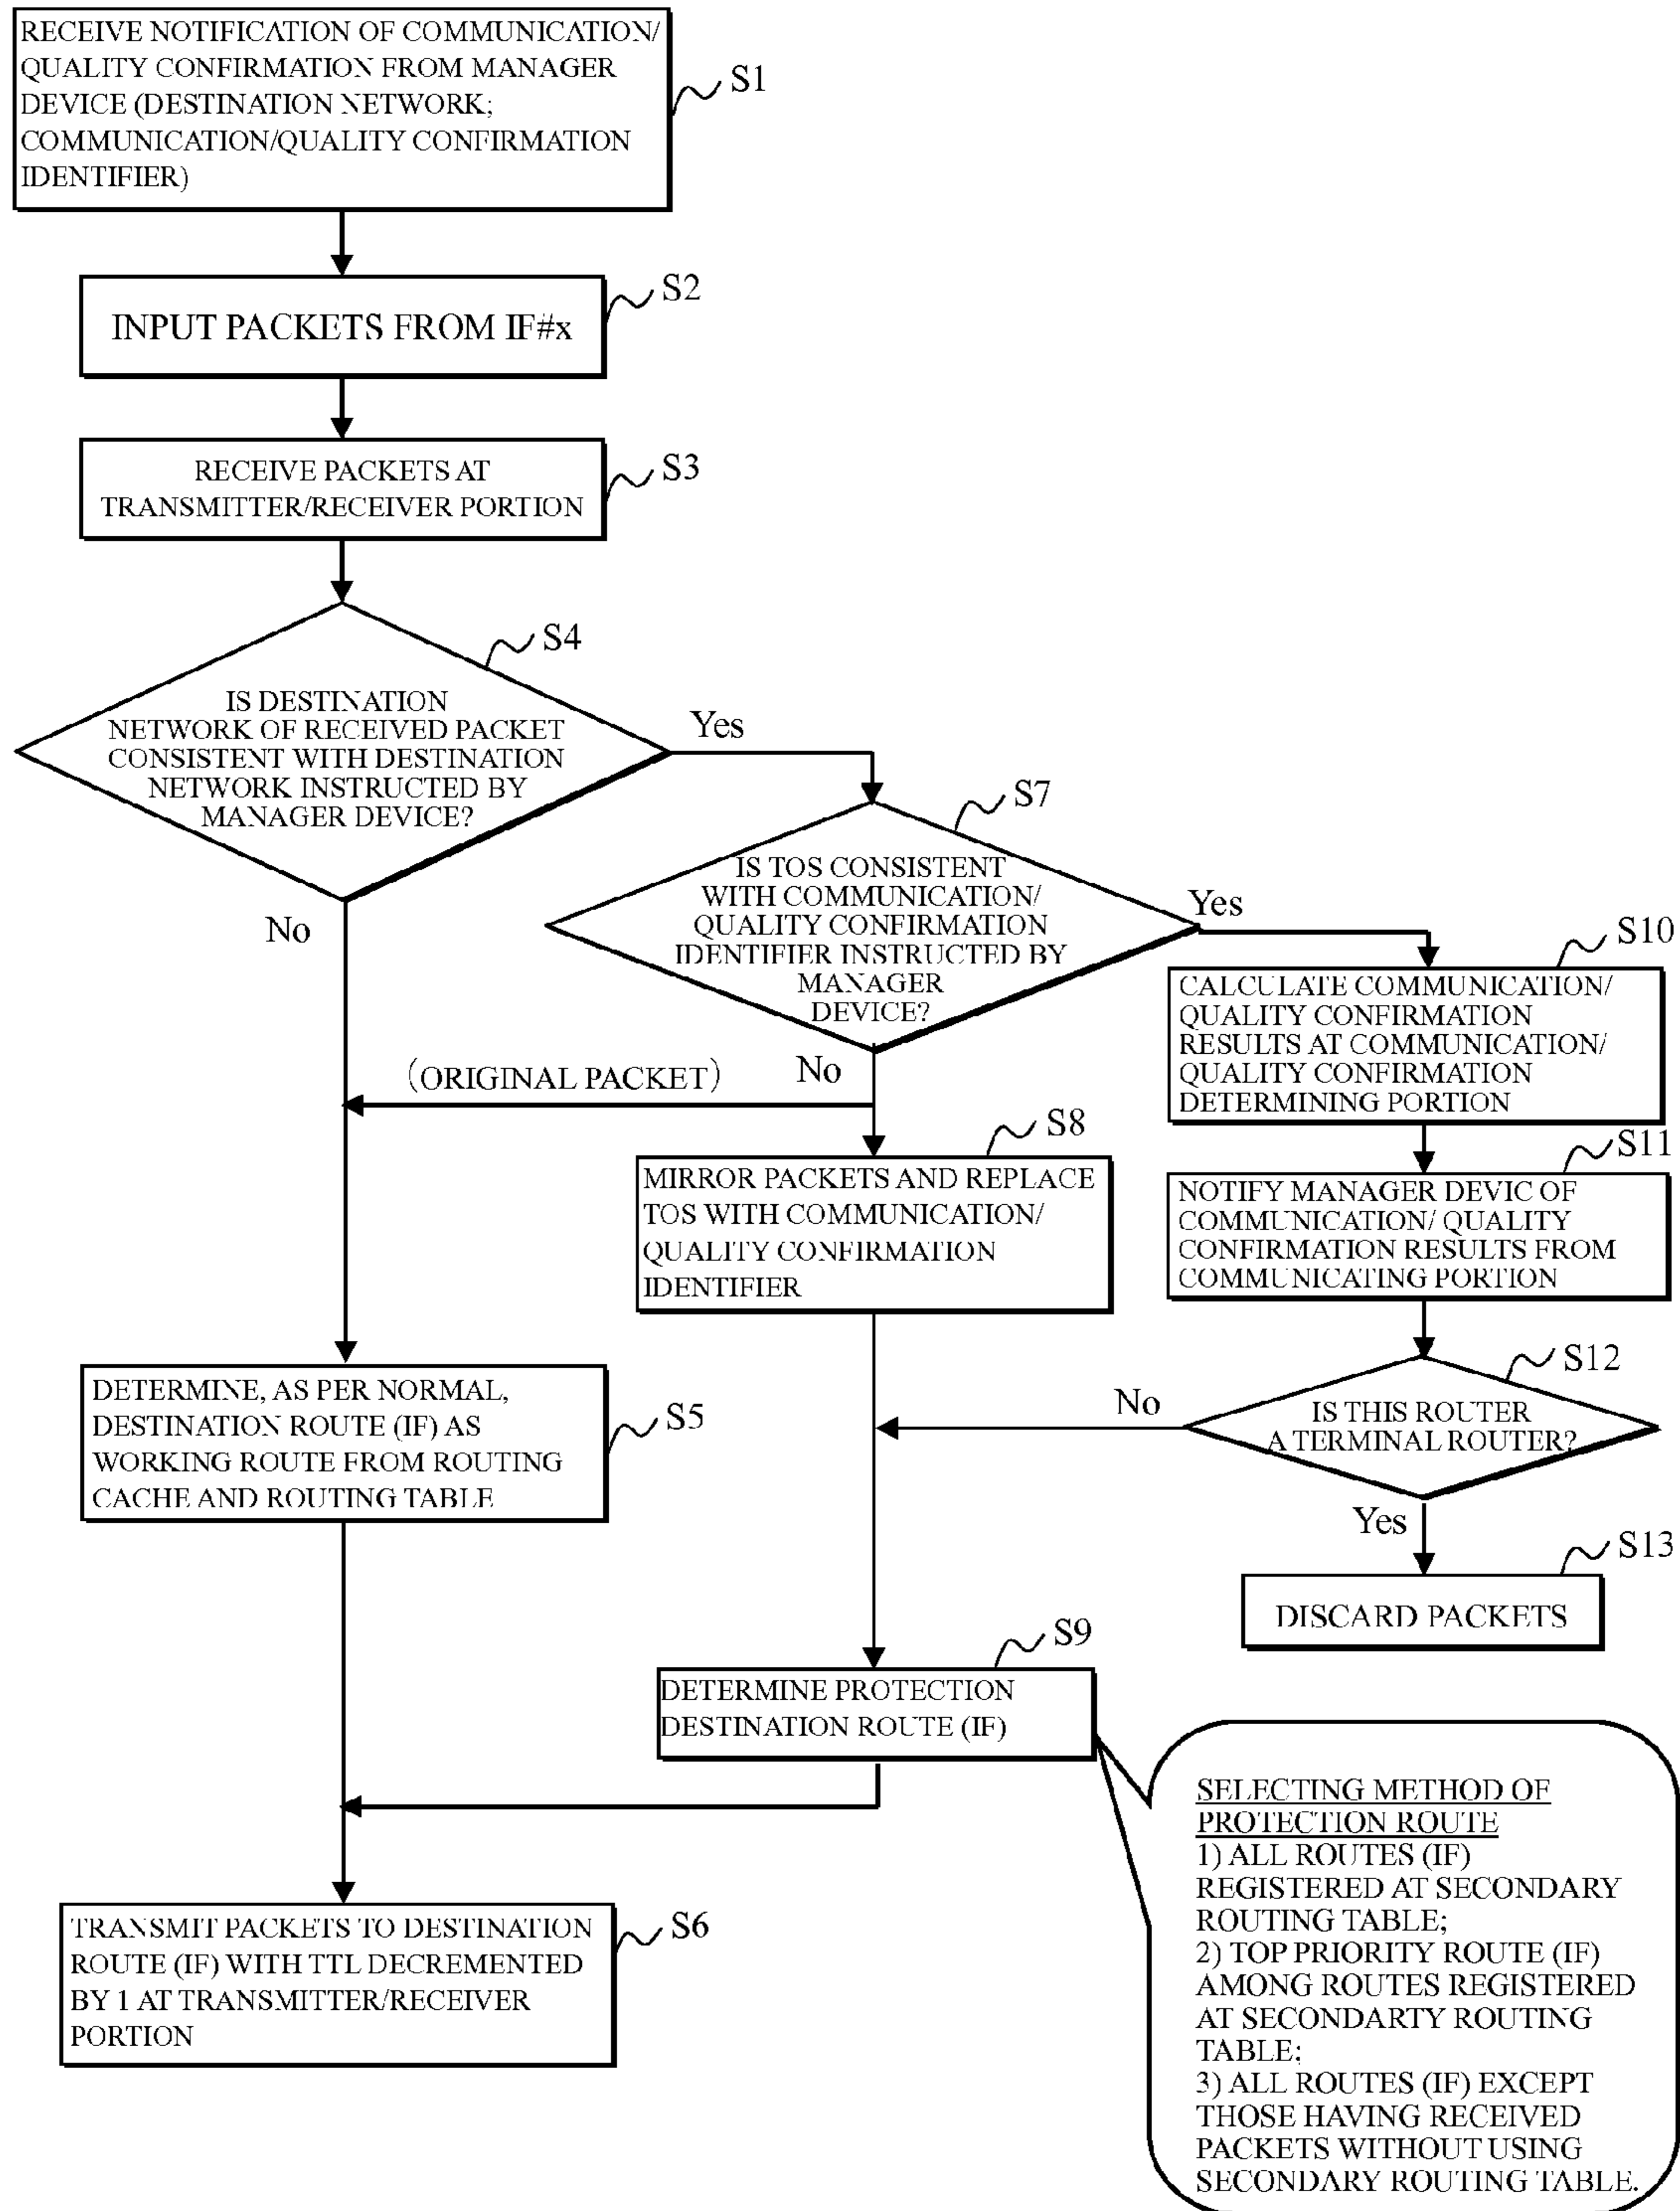 RECEIVE NOTIFICATION OF COMMUNICATION/
QUALITY CONFIRMATION FROM MANAGER
DEVICE (DESTINATION NETWORK;
COMMUNICATION/QUALITY CONFIRMATION
IDENTIFIER)
S1
INPUT PACKETS FROM IF#x
S2
RECEIVE PACKETS AT
TRANSMITTER/RECEIVER PORTION
S3
IS DESTINATION
NETWORK OF RECEIVED PACKET
CONSISTENT WITH DESTINATION
NETWORK INSTRUCTED BY
MANAGER DEVICE?
S4
Yes
No
IS TOS CONSISTENT
WITH COMMUNICATION/
QUALITY CONFIRMATION
IDENTIFIER INSTRUCTED BY
MANAGER
DEVICE?
S7
Yes
No
(ORIGINAL PACKET)
CALCULATE COMMUNICATION/
QUALITY CONFIRMATION
RESULTS AT COMMUNICATION/
QUALITY CONFIRMATION
DETERMINING PORTION
S10
MIRROR PACKETS AND REPLACE
TOS WITH COMMUNICATION/
QUALITY CONFIRMATION
IDENTIFIER
S8
NOTIFY MANAGER DEVIC OF
COMMUNICATION/ QUALITY
CONFIRMATION RESULTS FROM
COMMUNICATING PORTION
S11
DETERMINE, AS PER NORMAL,
DESTINATION ROUTE (IF) AS
WORKING ROUTE FROM ROUTING
CACHE AND ROUTING TABLE
S5
IS THIS ROUTER
A TERMINAL ROUTER?
S12
No
Yes
DISCARD PACKETS
S13
DETERMINE PROTECTION
DESTINATION ROUTE (IF)
S9
SELECTING METHOD OF
PROTECTION ROUTE
1) ALL ROUTES (IF)
REGISTERED AT SECONDARY
ROUTING TABLE;
2) TOP PRIORITY ROUTE (IF)
AMONG ROUTES REGISTERED
AT SECONDARTY ROUTING
TABLE;
3) ALL ROUTES (IF) EXCEPT
THOSE HAVING RECEIVED
PACKETS WITHOUT USING
SECONDARY ROUTING TABLE.
TRANSMIT PACKETS TO DESTINATION
ROUTE (IF) WITH TTL DECREMENTED
BY 1 AT TRANSMITTER/RECEIVER
PORTION
S6